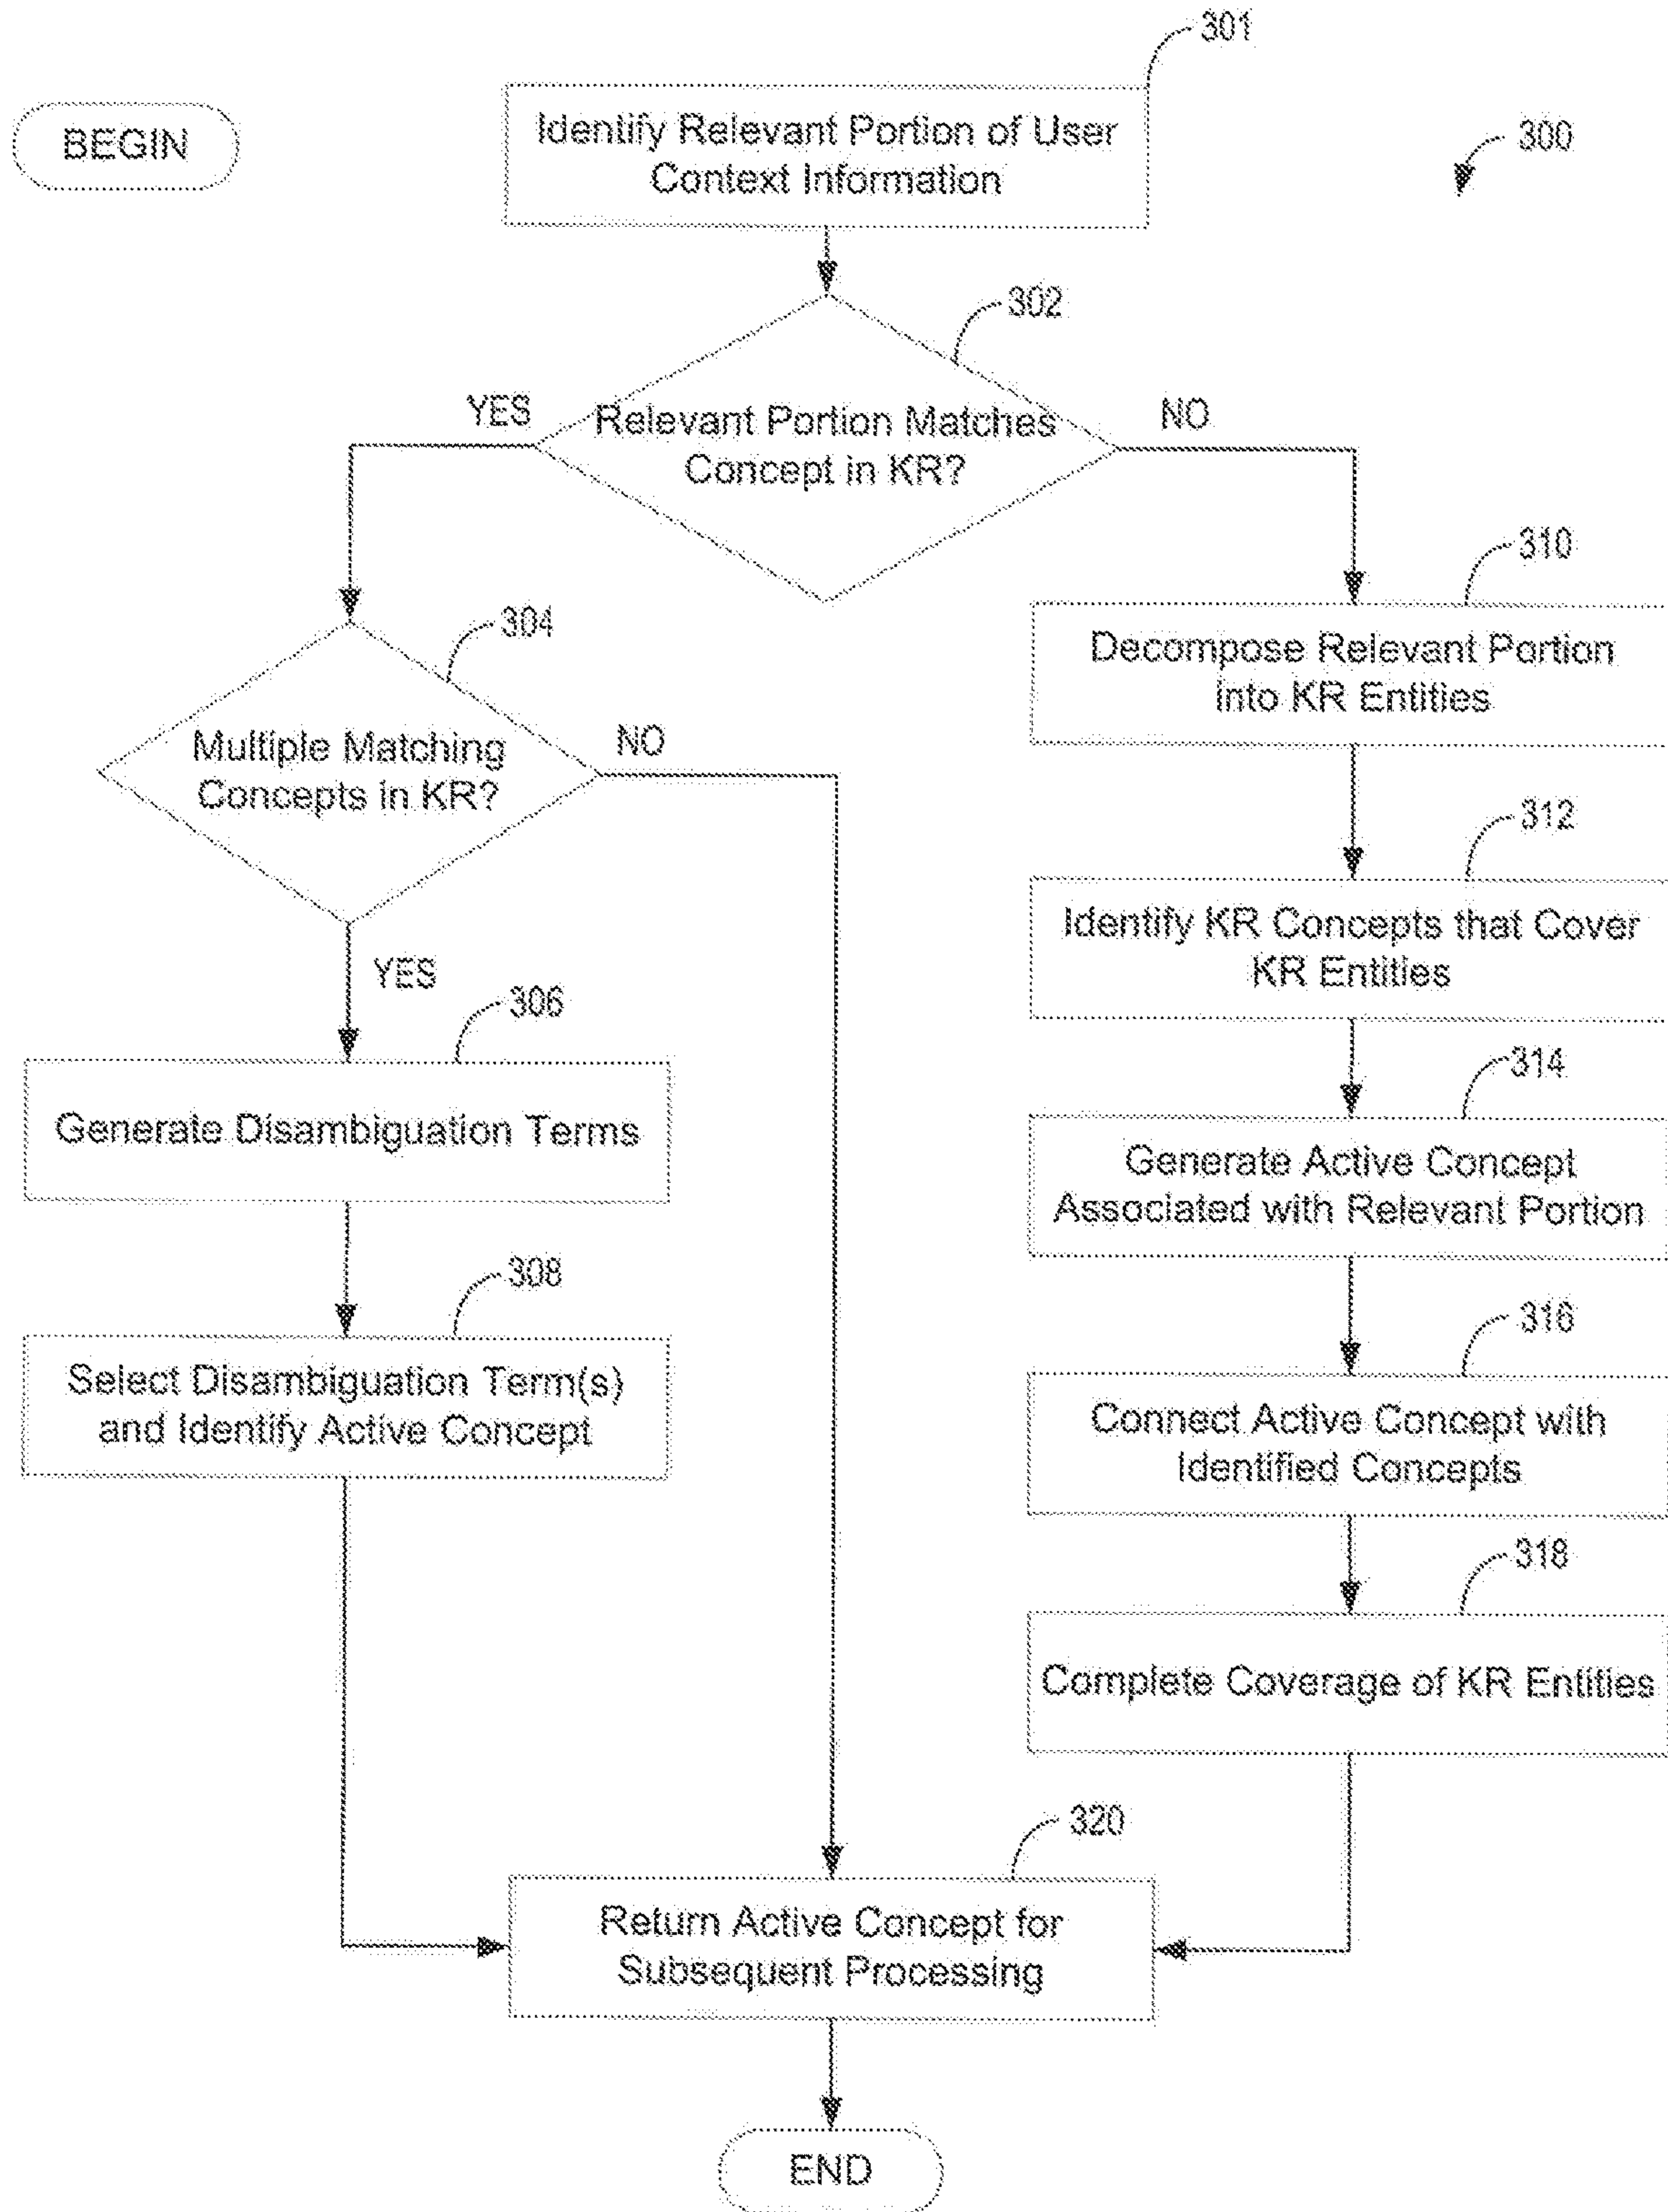 301
BEGIN
Identify Relevant Portion of User
Context Information
300
302
YES
Relevant Portion Matches
Concept in KR?
NO
310
304
Decompose Relevant Portion
into KR Entities
Multiple Matching
Concepts in KR?
NO
312
Identify KR Concepts that Cover
KR Entities
YES
306
314
Generate Disambiguation Terms
Generate Active Concept
Associated with Relevant Portion
308
316
Select Disambiguation Term(s)
and Identify Active Concept
Connect Active Concept with
Identified Concepts
318
Complete Coverage of KR Entities
320
Return Active Concept for
Subsequent Processing
END